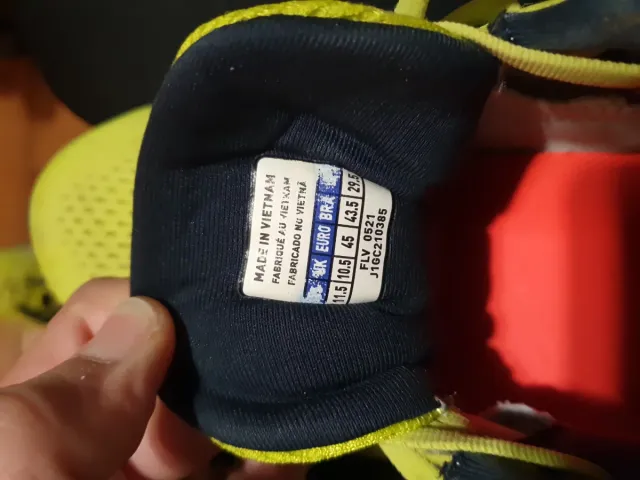 MADE IN VIETNAM
FABRIQUÉ AU VIETNAM
FABRICADO NO VIETNÃ
UK EURO BRA
11.5 10.5 45 43.5 29.5
FLV 0521
J16C210385